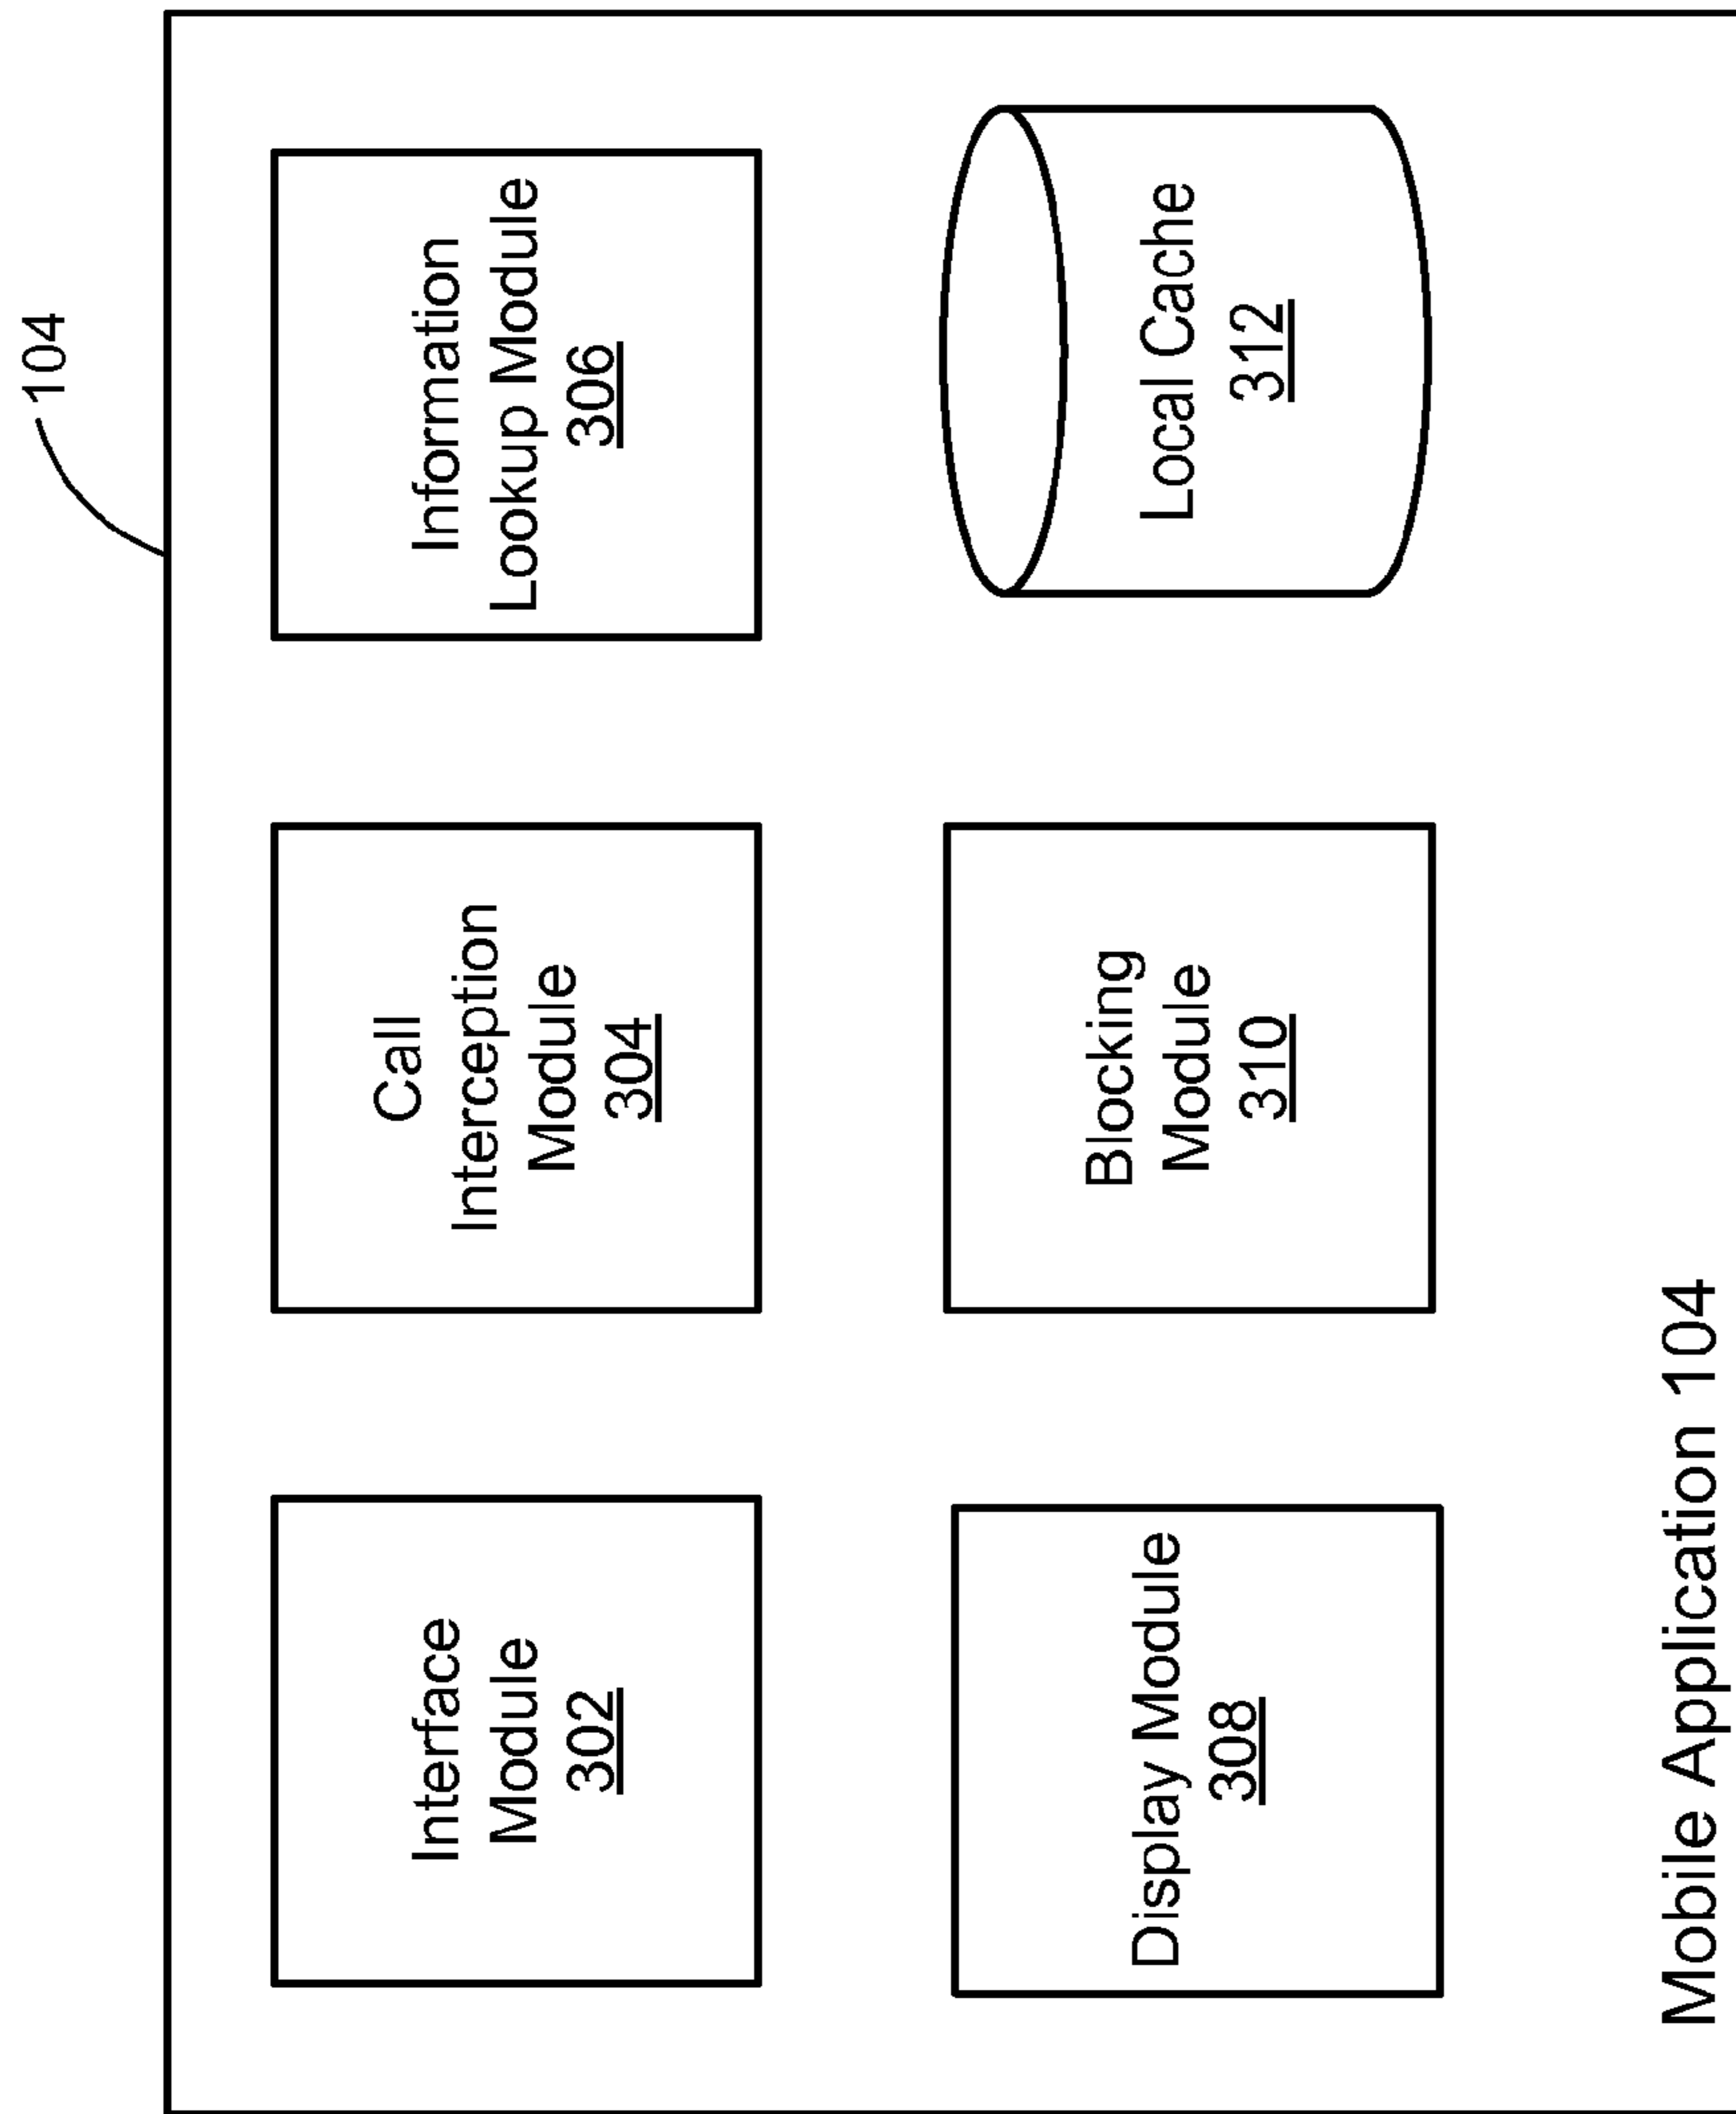 104
Interface
Module
302
Call
Interception
Module
304
Information
Lookup Module
306
Display Module
308
Blocking
Module
310
Local Cache
312
Mobile Application 104